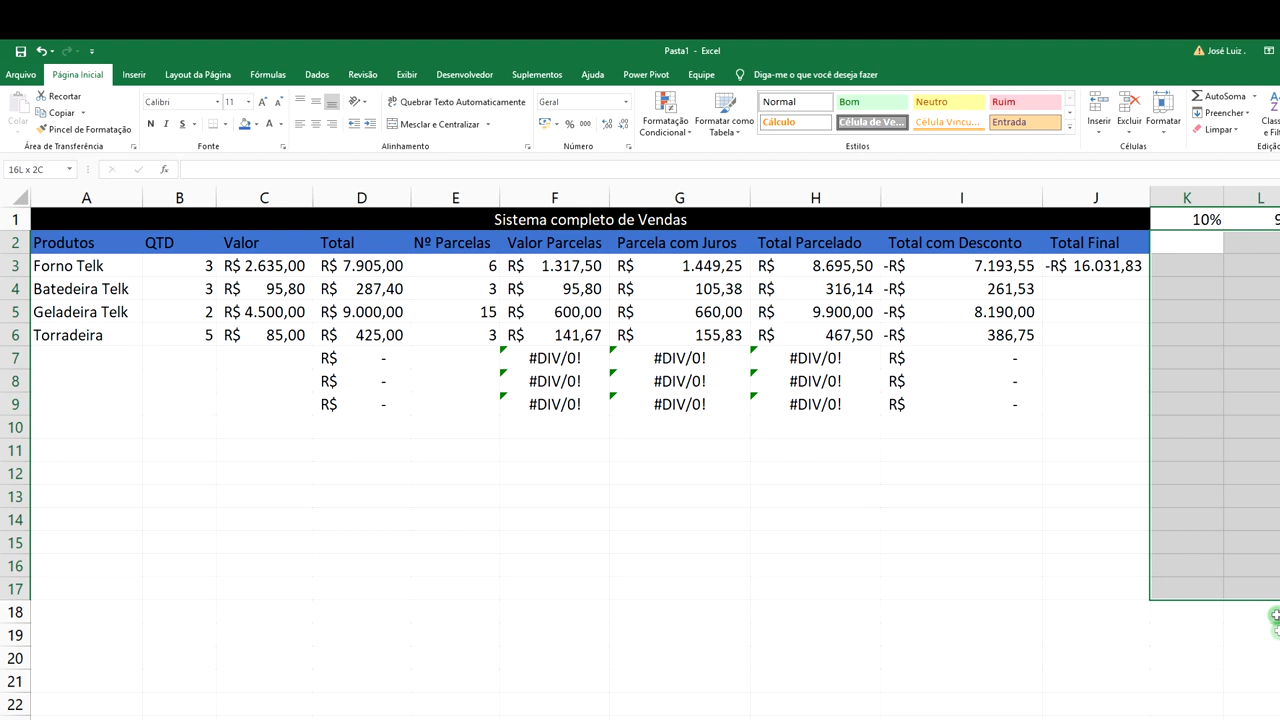 Pasta1 - Excel
José Luiz .
Arquivo Página Inicial Inserir Layout da Página Fórmulas Dados Revisão Exibir Desenvolvedor Suplementos Ajuda Power Pivot Equipe Diga-me o que você deseja fazer
Colar
Recortar
Copiar
Pincel de Formatação
Área de Transferência
Calibri 11
N I S
Fonte
Quebrar Texto Automaticamente
Mesclar e Centralizar
Alinhamento
Geral
% 000
Número
Formatação Condicional
Formatar como Tabela
Normal Bom Neutro Ruim
Cálculo Célula de Ve... Célula Vincu... Entrada
Estilos
Inserir Excluir Formatar
Células
AutoSoma
Preencher
Limpar
16L x 2C fx
A B C D E F G H I J K L
1 Sistema completo de Vendas 10% 9
2 Produtos QTD Valor Total Nº Parcelas Valor Parcelas Parcela com Juros Total Parcelado Total com Desconto Total Final
3 Forno Telk 3 R$ 2.635,00 R$ 7.905,00 6 R$ 1.317,50 R$ 1.449,25 R$ 8.695,50 -R$ 7.193,55 -R$ 16.031,83
4 Batedeira Telk 3 R$ 95,80 R$ 287,40 3 R$ 95,80 R$ 105,38 R$ 316,14 -R$ 261,53
5 Geladeira Telk 2 R$ 4.500,00 R$ 9.000,00 15 R$ 600,00 R$ 660,00 R$ 9.900,00 -R$ 8.190,00
6 Torradeira 5 R$ 85,00 R$ 425,00 3 R$ 141,67 R$ 155,83 R$ 467,50 -R$ 386,75
7 R$ - #DIV/0! #DIV/0! #DIV/0! R$ -
8 R$ - #DIV/0! #DIV/0! #DIV/0! R$ -
9 R$ - #DIV/0! #DIV/0! #DIV/0! R$ -
10
11
12
13
14
15
16
17
18
19
20
21
22